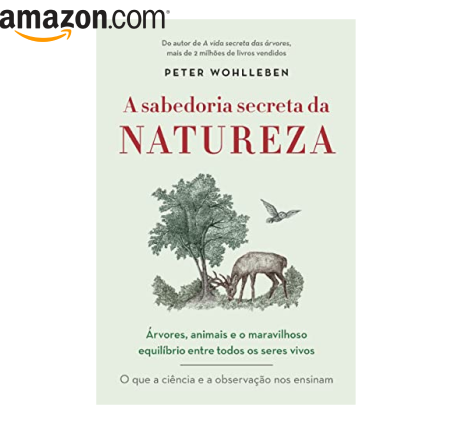 amazon.com
Do autor de A vida secreta das árvores,
mais de 2 milhões de livros vendidos
PETER WOHLLEBEN
A sabedoria secreta da
NATUREZA
Árvores, animais e o maravilhoso
equilíbrio entre todos os seres vivos
O que a ciência e a observação nos ensinam